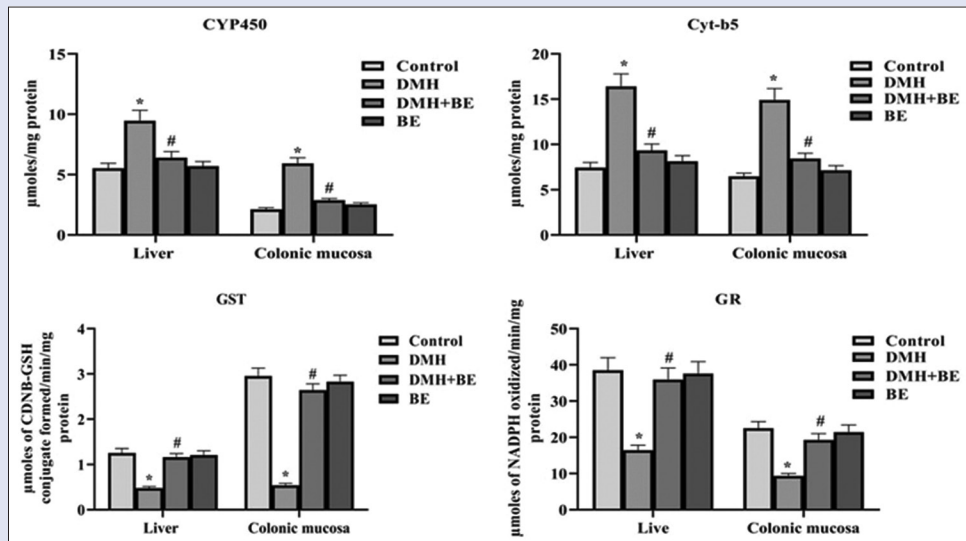 CYP450
µmoles/mg protein
15
10
5
0
*
#
*
#
Control
DMH
DMH+BE
BE
Liver Colonic mucosa
Cyt-b5
µmoles/mg protein
20
15
10
5
0
*
#
*
#
Control
DMH
DMH+BE
BE
Liver Colonic mucosa
GST
µmoles of CDNB-GSH
conjugate formed/min/mg
protein
4
3
2
1
0
*
#
*
#
Control
DMH
DMH+BE
BE
Liver Colonic mucosa
GR
µmoles of NADPH oxidized/min/mg
protein
50
40
30
20
10
0
*
#
*
#
Control
DMH
DMH+BE
BE
Live Colonic mucosa